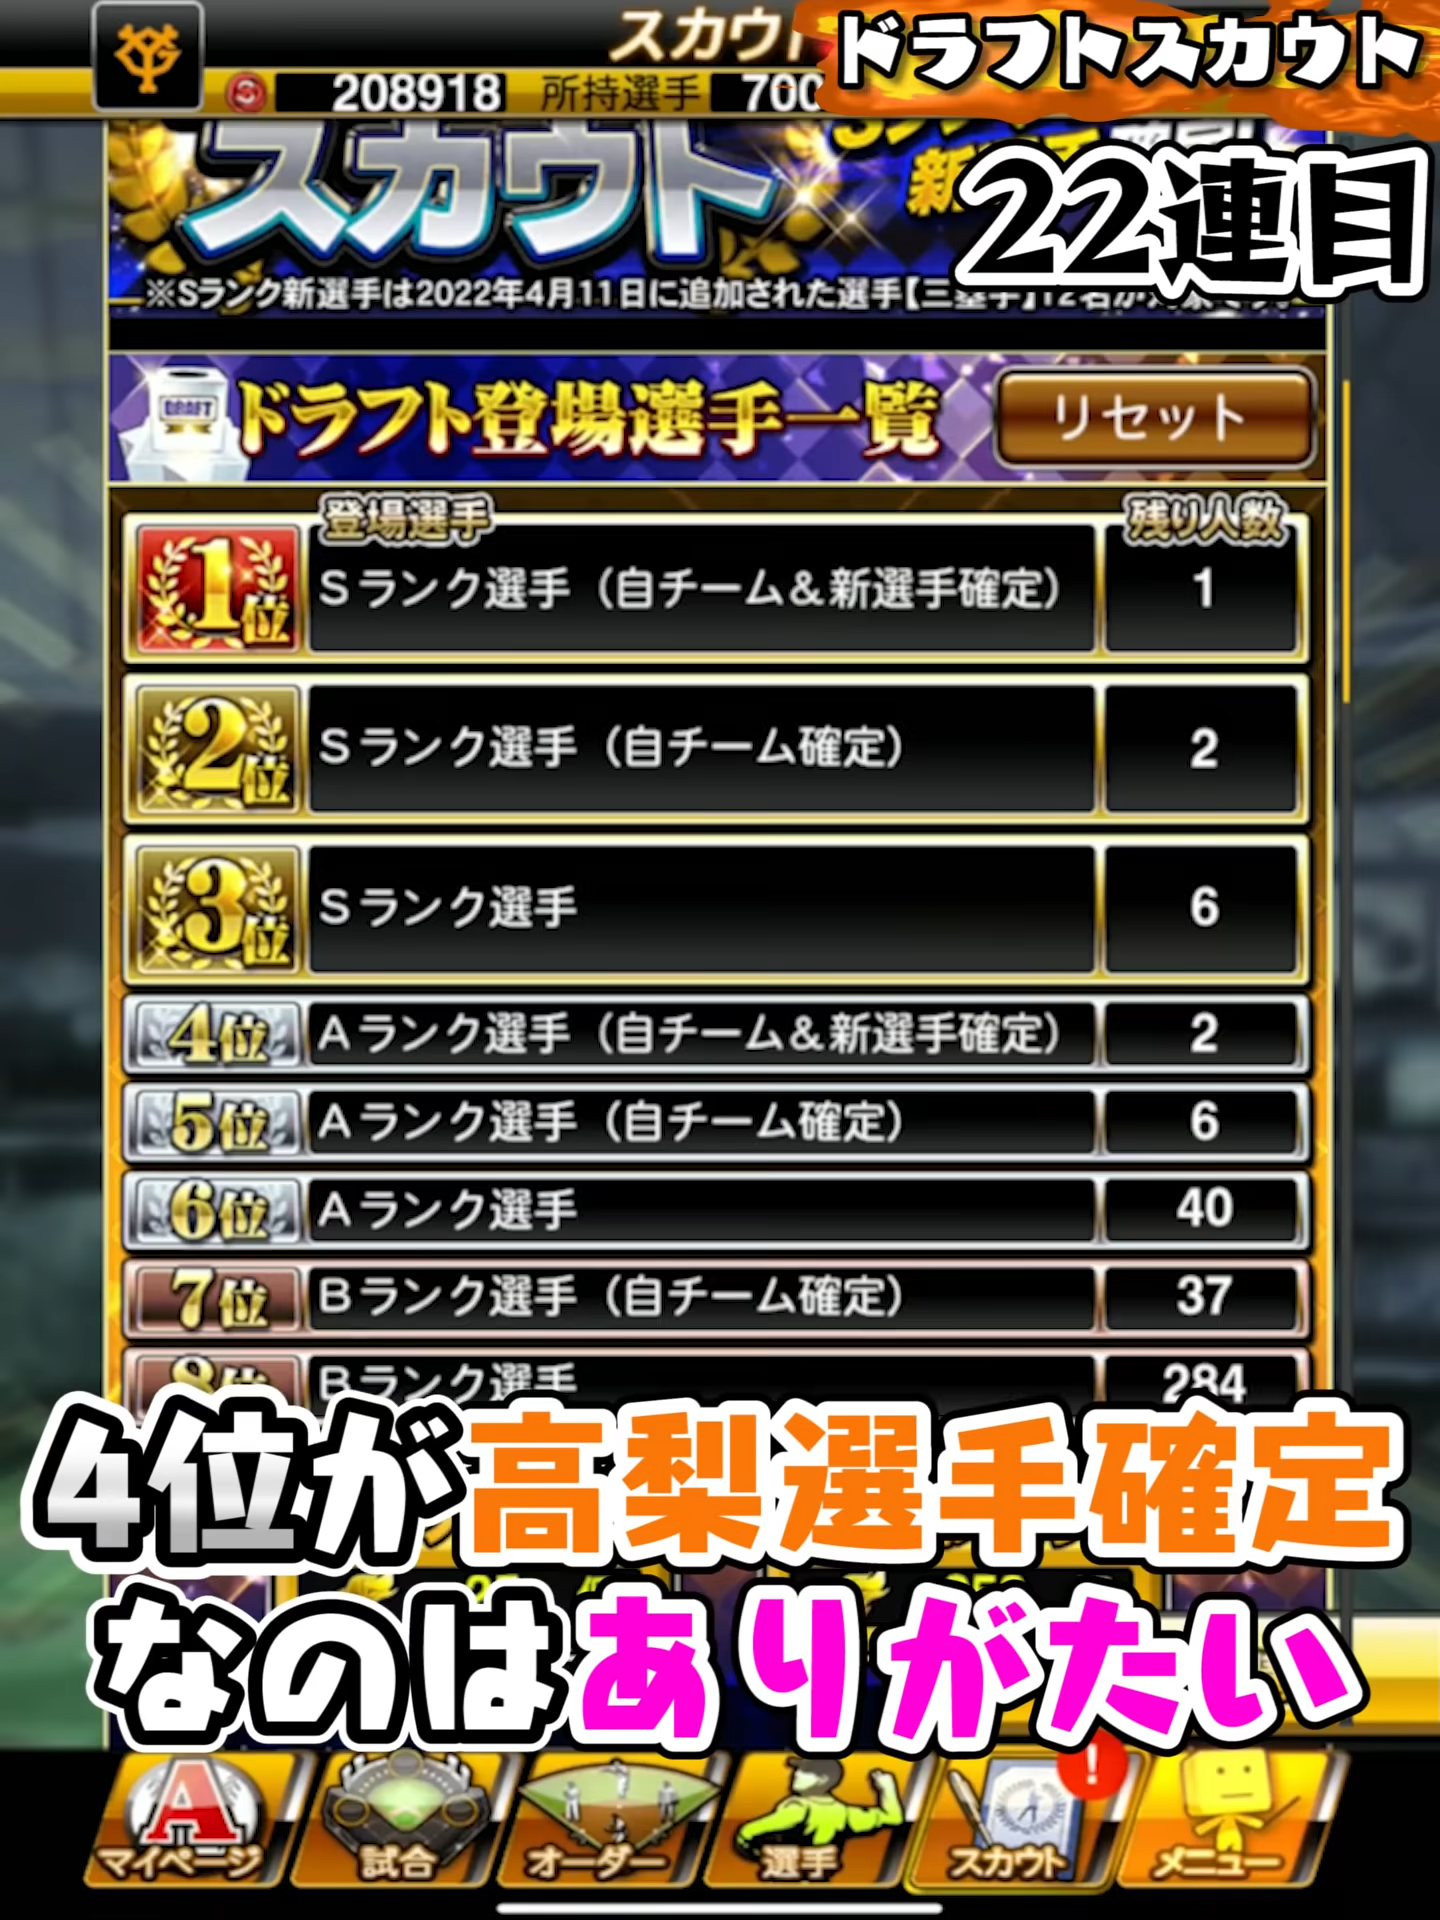 スカウト
ドラフトスカウト
208918 所持選手 700
スカウト
22連目
※Sランク新選手は2022年4月11日に追加された選手【三塁手】12名が対象です
DRAFT
ドラフト登場選手一覧
リセット
登場選手 残り人数
1位 Sランク選手（自チーム＆新選手確定） 1
2位 Sランク選手（自チーム確定） 2
3位 Sランク選手 6
4位 Aランク選手（自チーム＆新選手確定） 2
5位 Aランク選手（自チーム確定） 6
6位 Aランク選手 40
7位 Bランク選手（自チーム確定） 37
8位 Bランク選手 284
4位が高梨選手確定
なのはありがたい
マイページ 試合 オーダー 選手 スカウト メニュー